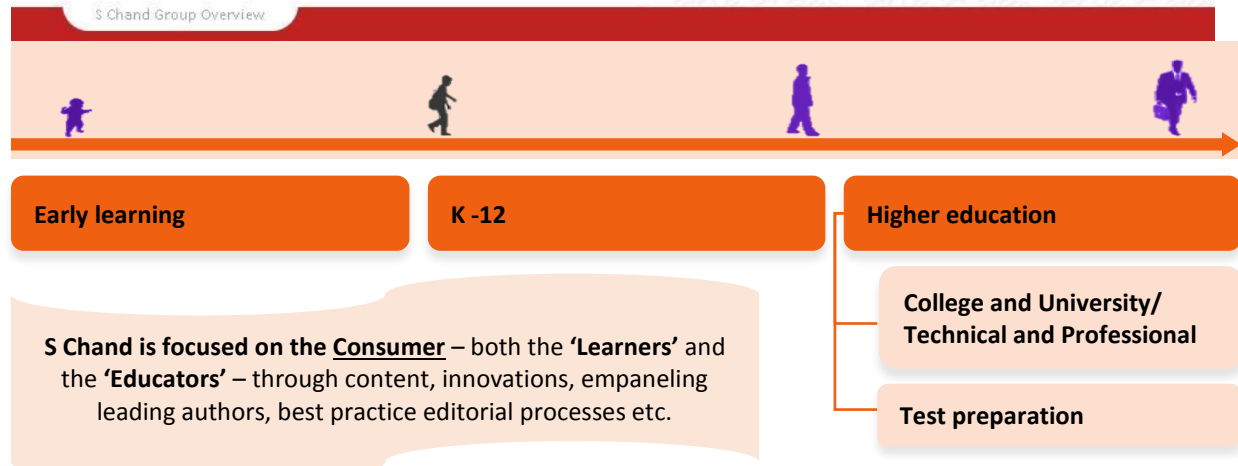 S Chand Group Overview
Early learning
K -12
Higher education
College and University/
Technical and Professional
Test preparation
S Chand is focused on the Consumer – both the ‘Learners’ and
the ‘Educators’ – through content, innovations, empaneling
leading authors, best practice editorial processes etc.